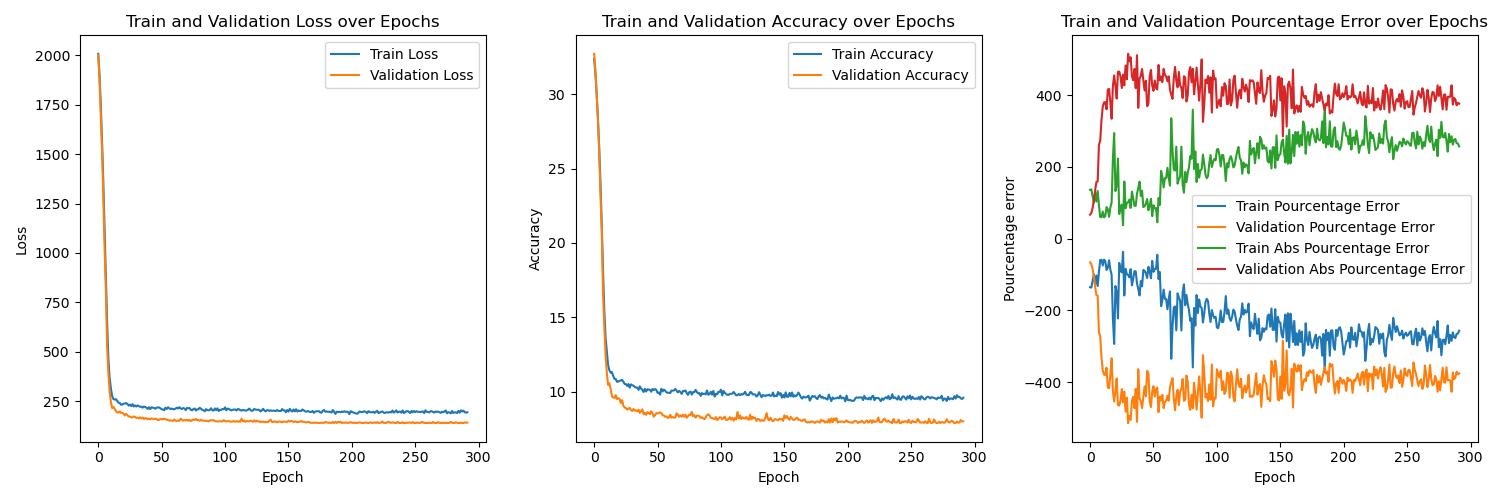 Train and Validation Loss over Epochs
Loss
2000
1750
1500
1250
1000
750
500
250
0
50
100
150
200
250
300
Epoch
Train Loss
Validation Loss
Train and Validation Accuracy over Epochs
Accuracy
30
25
20
15
10
0
50
100
150
200
250
300
Epoch
Train Accuracy
Validation Accuracy
Train and Validation Pourcentage Error over Epochs
Pourcentage error
400
200
0
−200
−400
0
50
100
150
200
250
300
Epoch
Train Pourcentage Error
Validation Pourcentage Error
Train Abs Pourcentage Error
Validation Abs Pourcentage Error